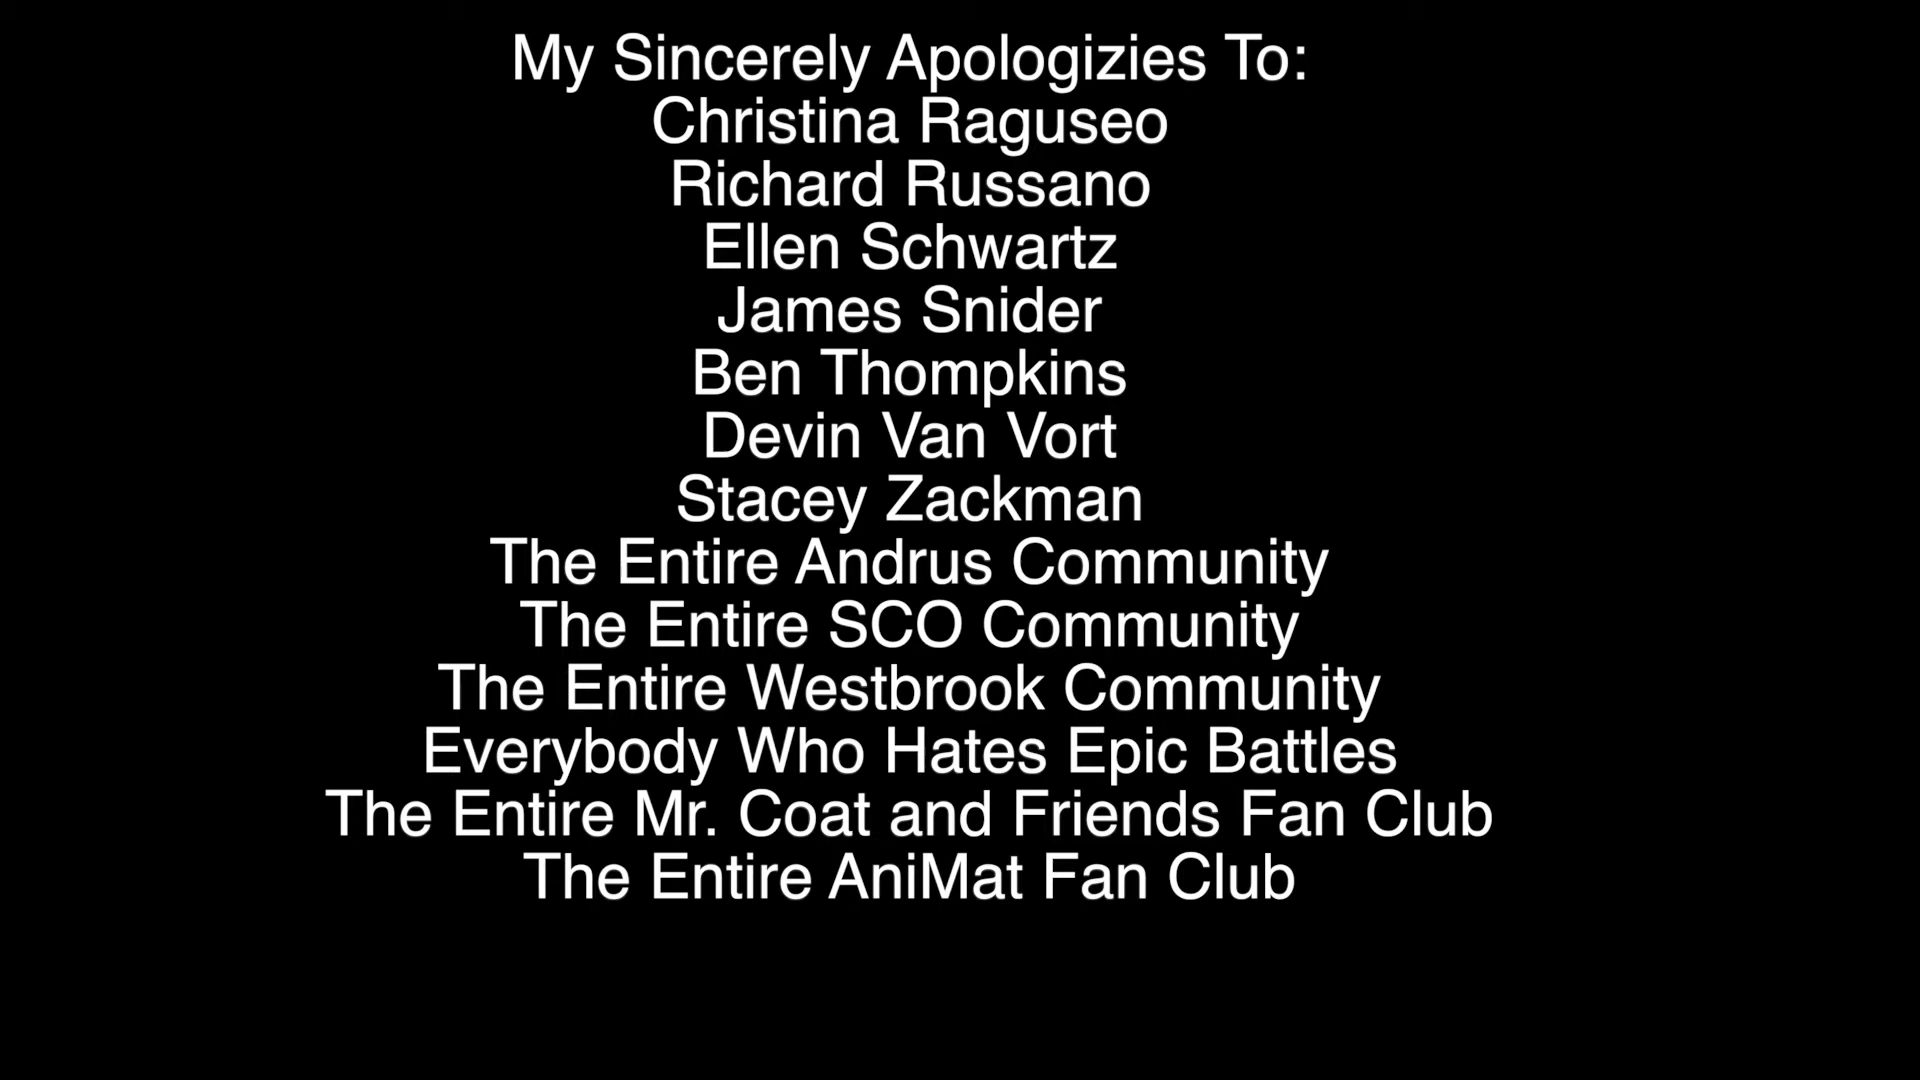 My Sincerely Apologizies To:
Christina Raguseo
Richard Russano
Ellen Schwartz
James Snider
Ben Thompkins
Devin Van Vort
Stacey Zackman
The Entire Andrus Community
The Entire SCO Community
The Entire Westbrook Community
Everybody Who Hates Epic Battles
The Entire Mr. Coat and Friends Fan Club
The Entire AniMat Fan Club